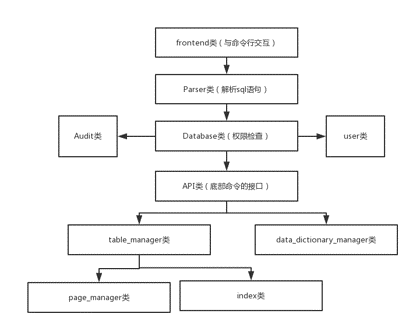 frontend类（与命令行交互）
Parser类（解析sql语句）
Audit类
Database类（权限检查）
user类
API类（底部命令的接口）
table_manager类
data_dictionary_manager类
page_manager类
index类